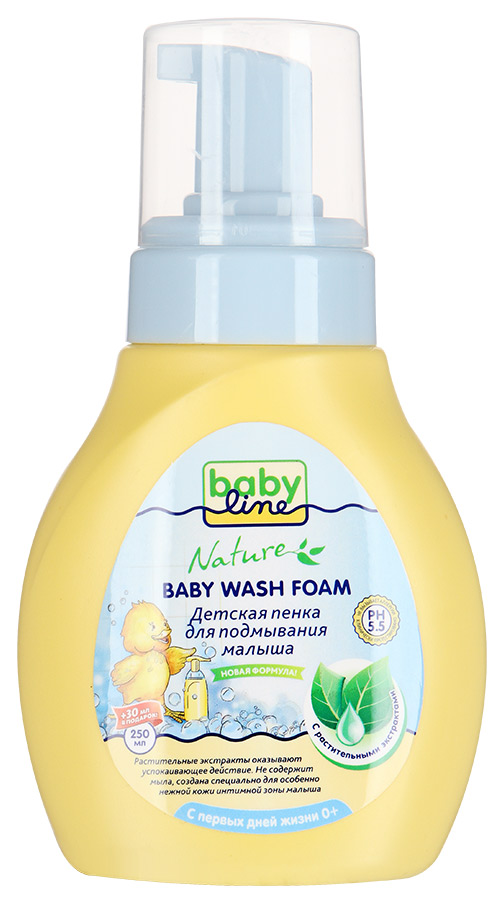 baby
line
Nature
BABY WASH FOAM
Детская пенка
для подмывания
малыша
НОВАЯ ФОРМУЛА!
PH
5.5
+30 МЛ
В ПОДАРОК!
250
МЛ
С растительными экстрактами
Растительные экстракты оказывают
успокаивающее действие. Не содержит
мыла, создана специально для особенно
нежной кожи интимной зоны малыша
С первых дней жизни 0+